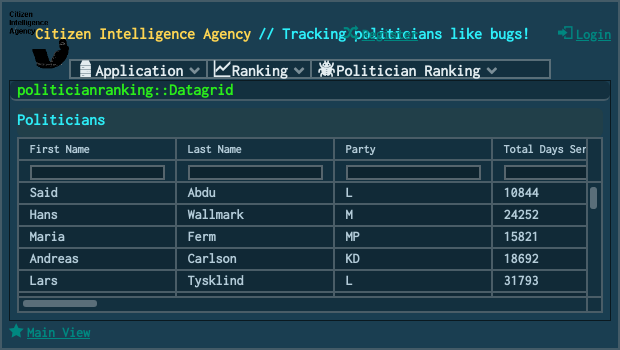 Citizen
Intelligence
Agency
Citizen Intelligence Agency // Tracking politicians like bugs!
Register
Login
Application
Ranking
Politician Ranking
politicianranking::Datagrid
Politicians
First Name Last Name Party Total Days Ser
Said Abdu L 10844
Hans Wallmark M 24252
Maria Ferm MP 15821
Andreas Carlson KD 18692
Lars Tysklind L 31793
Main View